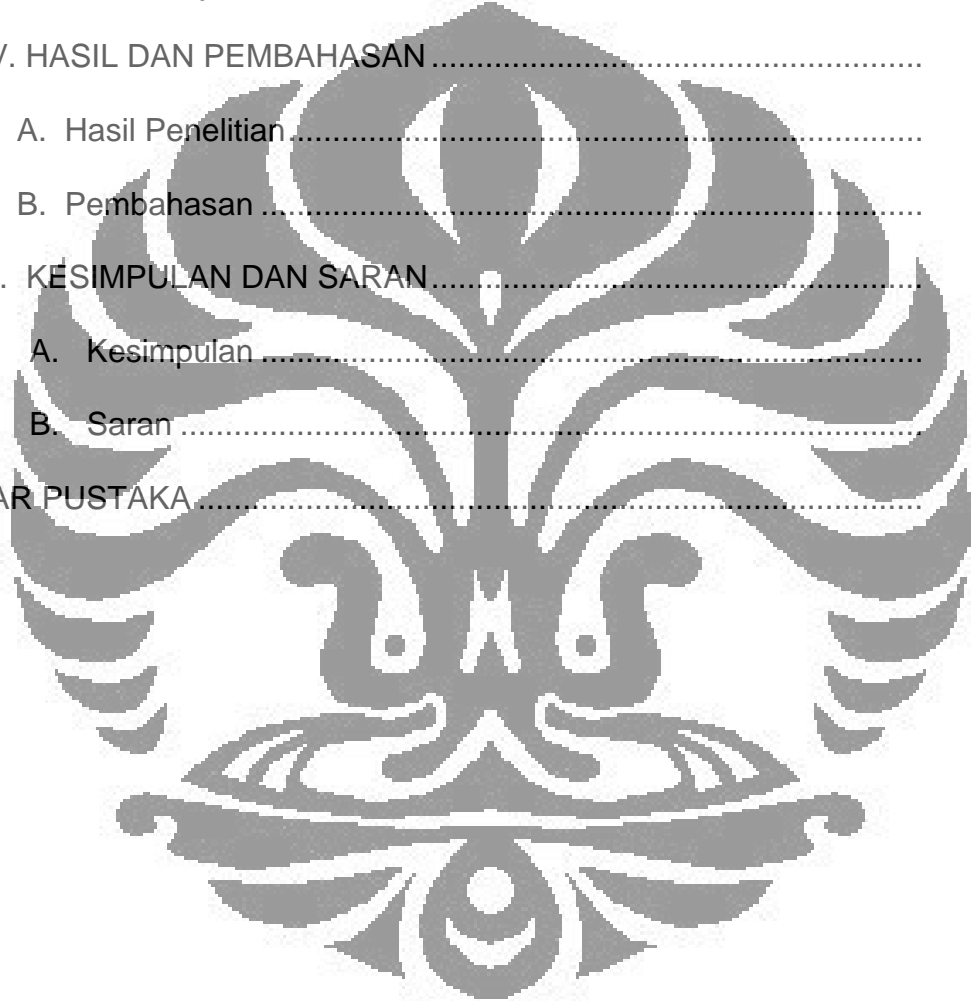 V. HASIL DAN PEMBAHASAN ........................................................
A. Hasil Penelitian ........................................................................
B. Pembahasan ............................................................................
. KESIMPULAN DAN SARAN ........................................................
A. Kesimpulan ............................................................................
B. Saran ......................................................................................
AR PUSTAKA ................................................................................